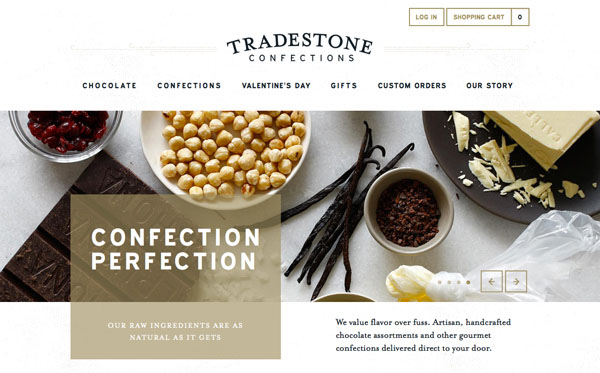 LOG IN
SHOPPING CART 0
TRADESTONE
CONFECTIONS
CHOCOLATE CONFECTIONS VALENTINE'S DAY GIFTS CUSTOM ORDERS OUR STORY
CONFECTION
PERFECTION
OUR RAW INGREDIENTS ARE AS
NATURAL AS IT GETS
We value flavor over fuss. Artisan, handcrafted
chocolate assortments and other gourmet
confections delivered direct to your door.